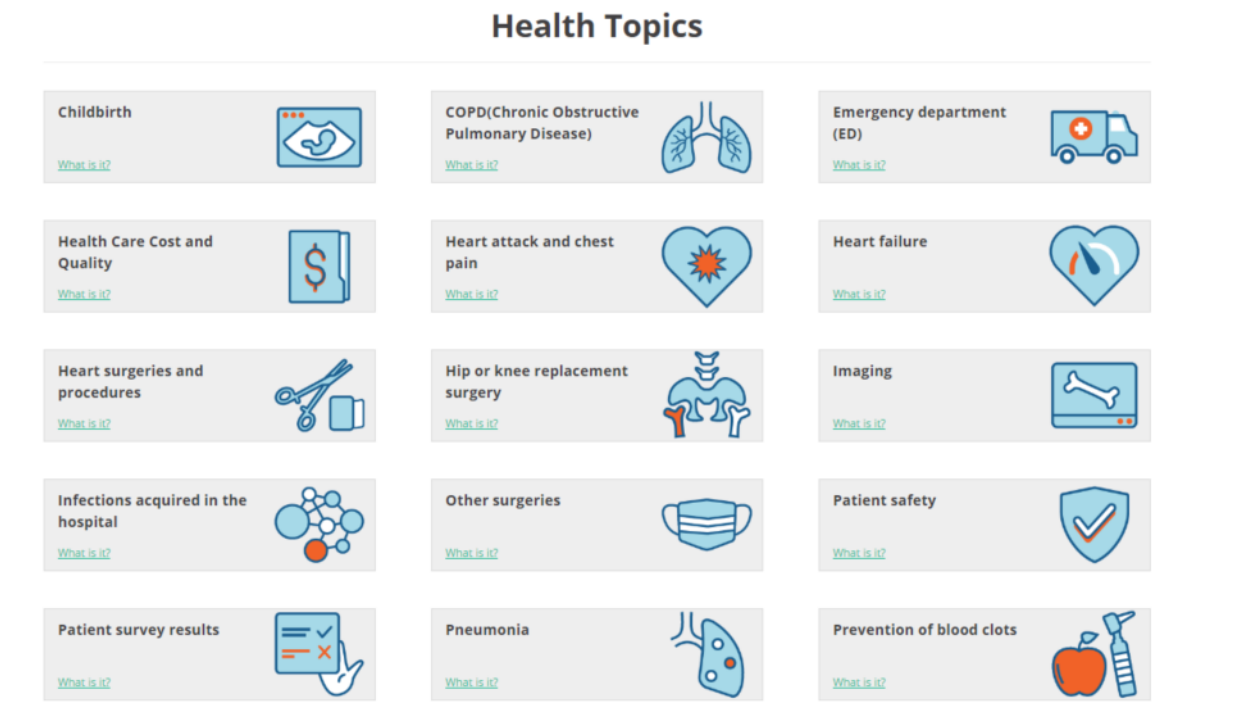 Health Topics
Childbirth
What is it?
COPD(Chronic Obstructive
Pulmonary Disease)
What is it?
Emergency department
(ED)
What is it?
Health Care Cost and
Quality
What is it?
Heart attack and chest
pain
What is it?
Heart failure
What is it?
Heart surgeries and
procedures
What is it?
Hip or knee replacement
surgery
What is it?
Imaging
What is it?
Infections acquired in the
hospital
What is it?
Other surgeries
What is it?
Patient safety
What is it?
Patient survey results
What is it?
Pneumonia
What is it?
Prevention of blood clots
What is it?